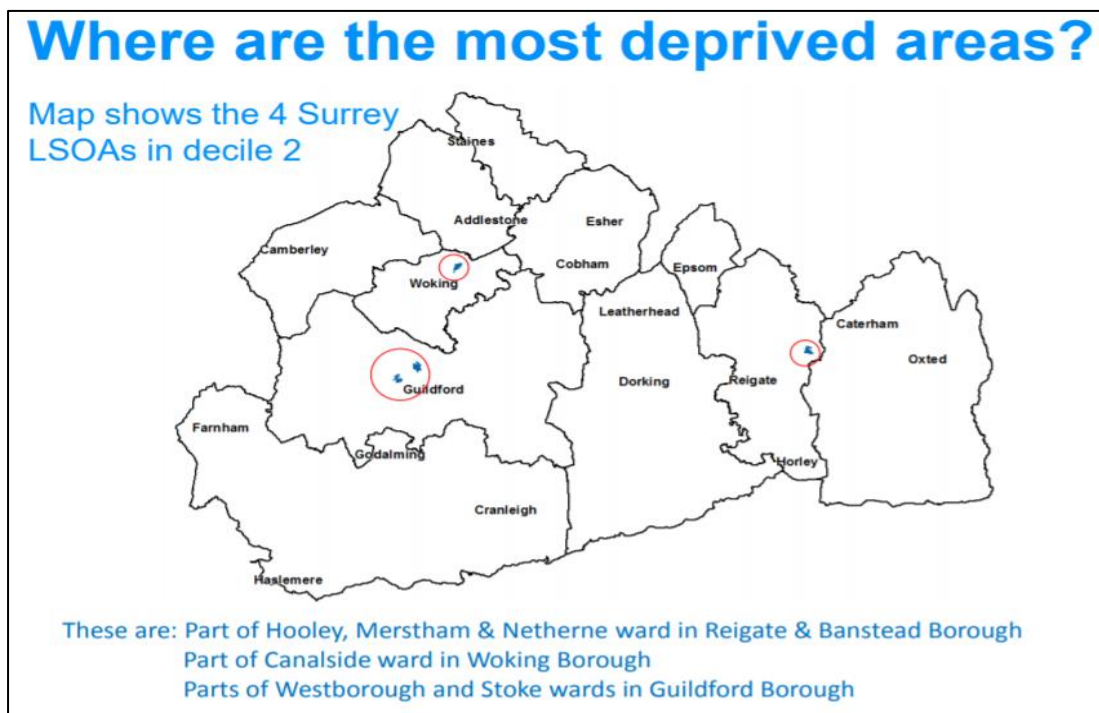 Where are the most deprived areas?
Map shows the 4 Surrey
LSOAs in decile 2
Staines
Addlestone
Esher
Camberley
Cobham
Epsom
Woking
Leatherhead
Caterham
Oxted
Guildford
Dorking
Reigate
Farnham
Godalming
Horley
Cranleigh
Haslemere
These are: Part of Hooley, Merstham & Netherne ward in Reigate & Banstead Borough
Part of Canalside ward in Woking Borough
Parts of Westborough and Stoke wards in Guildford Borough